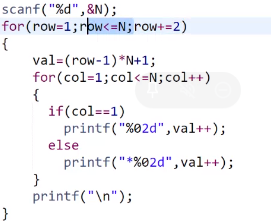 scanf("%d",&N);
for(row=1;row<=N;row+=2)
{
val=(row-1)*N+1;
for(col=1;col<=N;col++)
{
if(col==1)
printf("%02d",val++);
else
printf("*%02d",val++);
}
printf("\n");
}